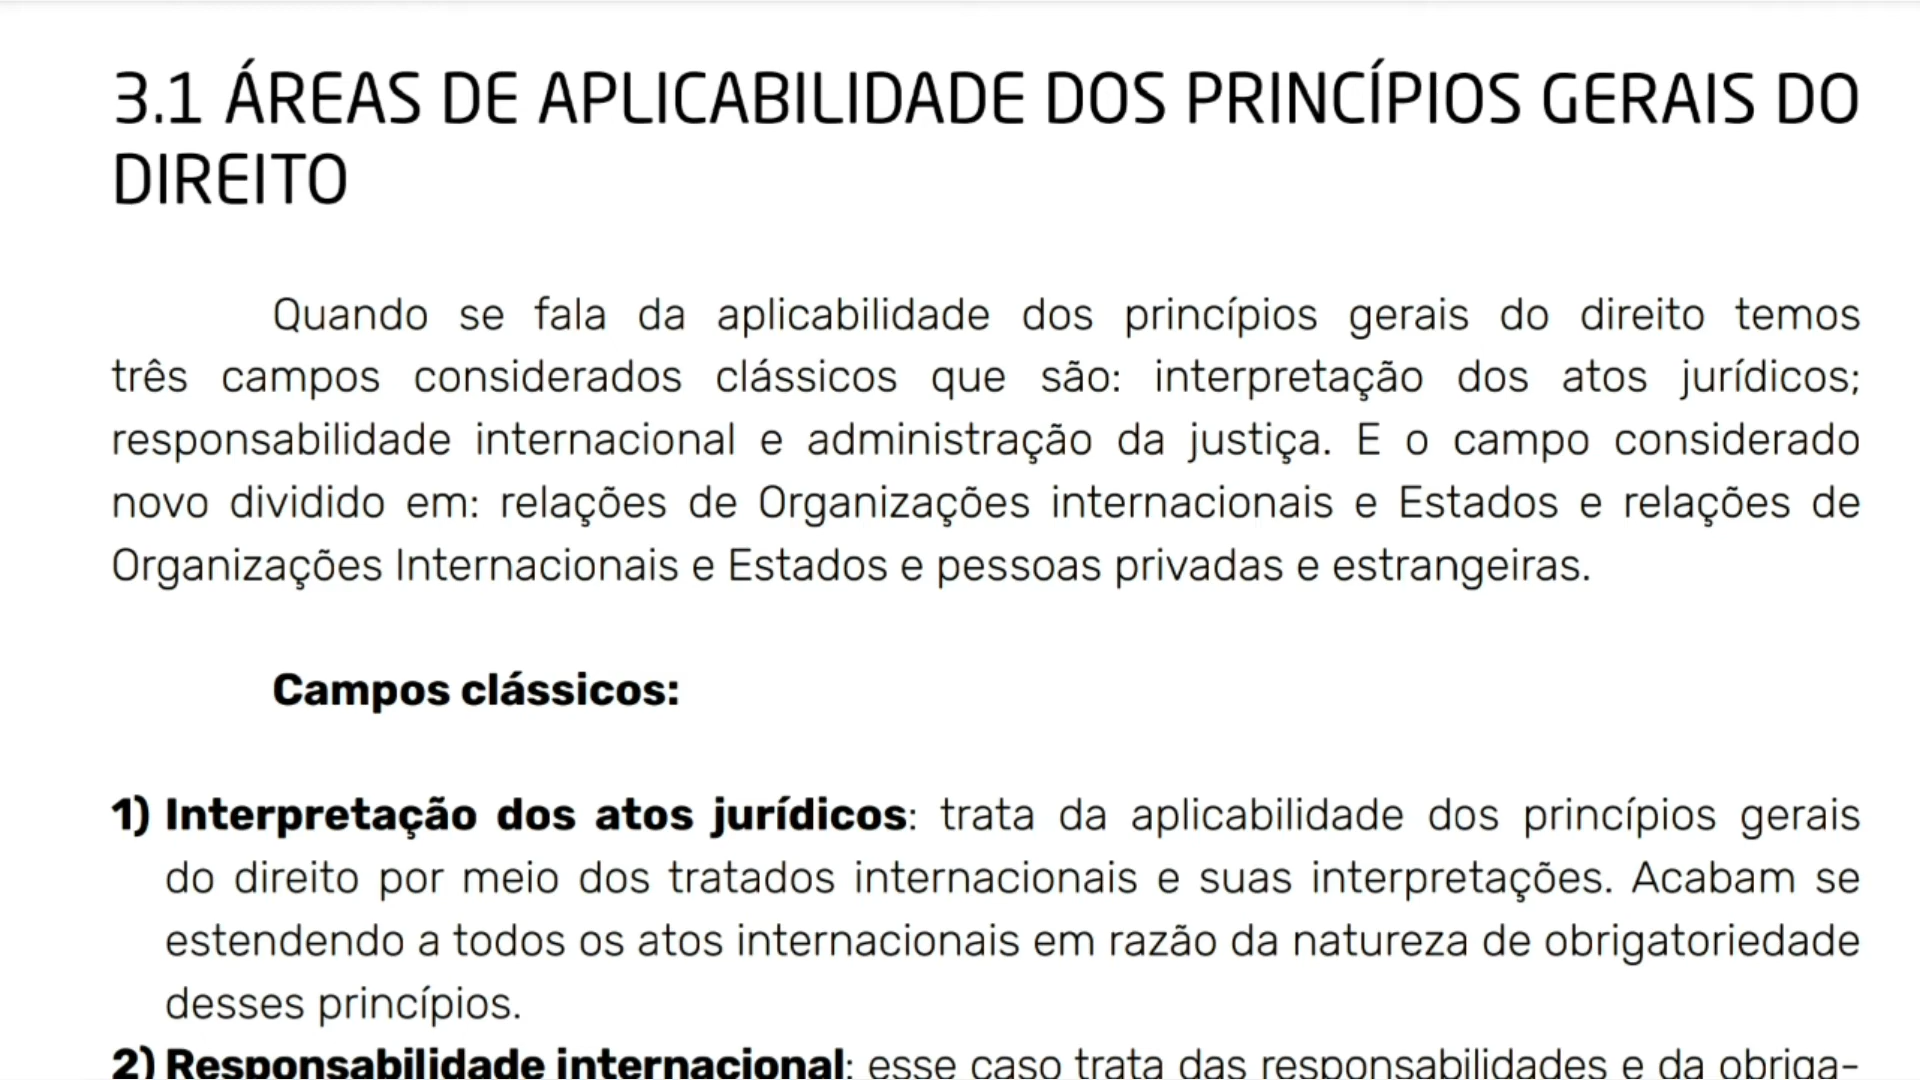 3.1 ÁREAS DE APLICABILIDADE DOS PRINCÍPIOS GERAIS DO
DIREITO
Quando se fala da aplicabilidade dos princípios gerais do direito temos
três campos considerados clássicos que são: interpretação dos atos jurídicos;
responsabilidade internacional e administração da justiça. E o campo considerado
novo dividido em: relações de Organizações internacionais e Estados e relações de
Organizações Internacionais e Estados e pessoas privadas e estrangeiras.
Campos clássicos:
1) Interpretação dos atos jurídicos: trata da aplicabilidade dos princípios gerais
do direito por meio dos tratados internacionais e suas interpretações. Acabam se
estendendo a todos os atos internacionais em razão da natureza de obrigatoriedade
desses princípios.
2) Responsabilidade internacional: esse caso trata das responsabilidades e da obriga-